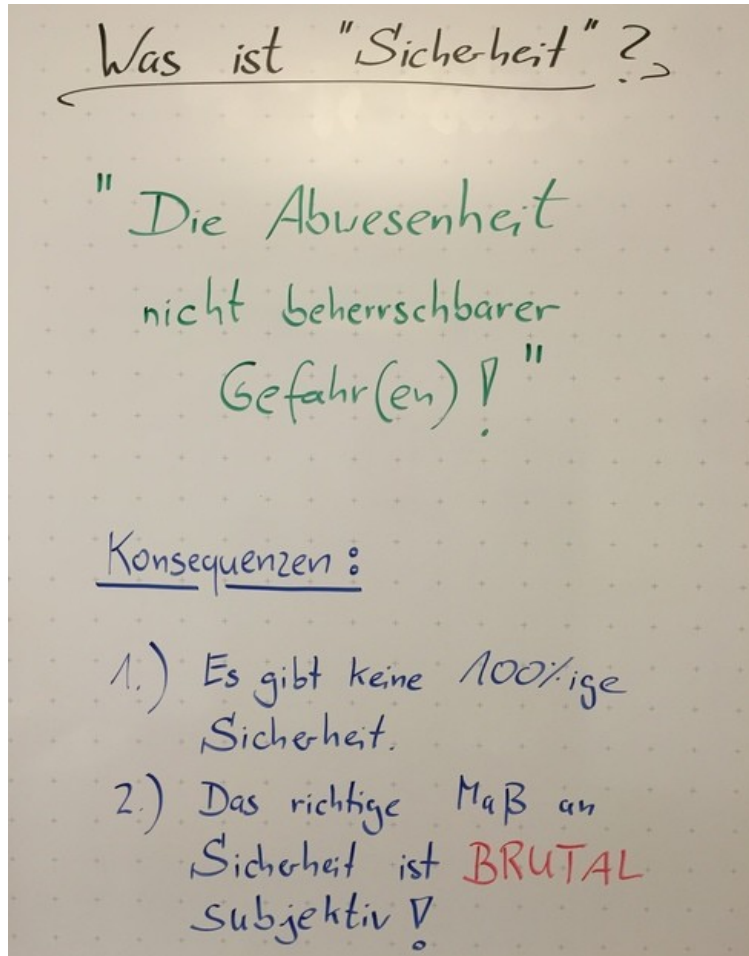 Was ist "Sicherheit"?
"Die Abwesenheit
nicht beherrschbarer
Gefahr(en)!"
Konsequenzen:
1.) Es gibt keine 100%ige
Sicherheit.
2.) Das richtige Maß an
Sicherheit ist BRUTAL
subjektiv!